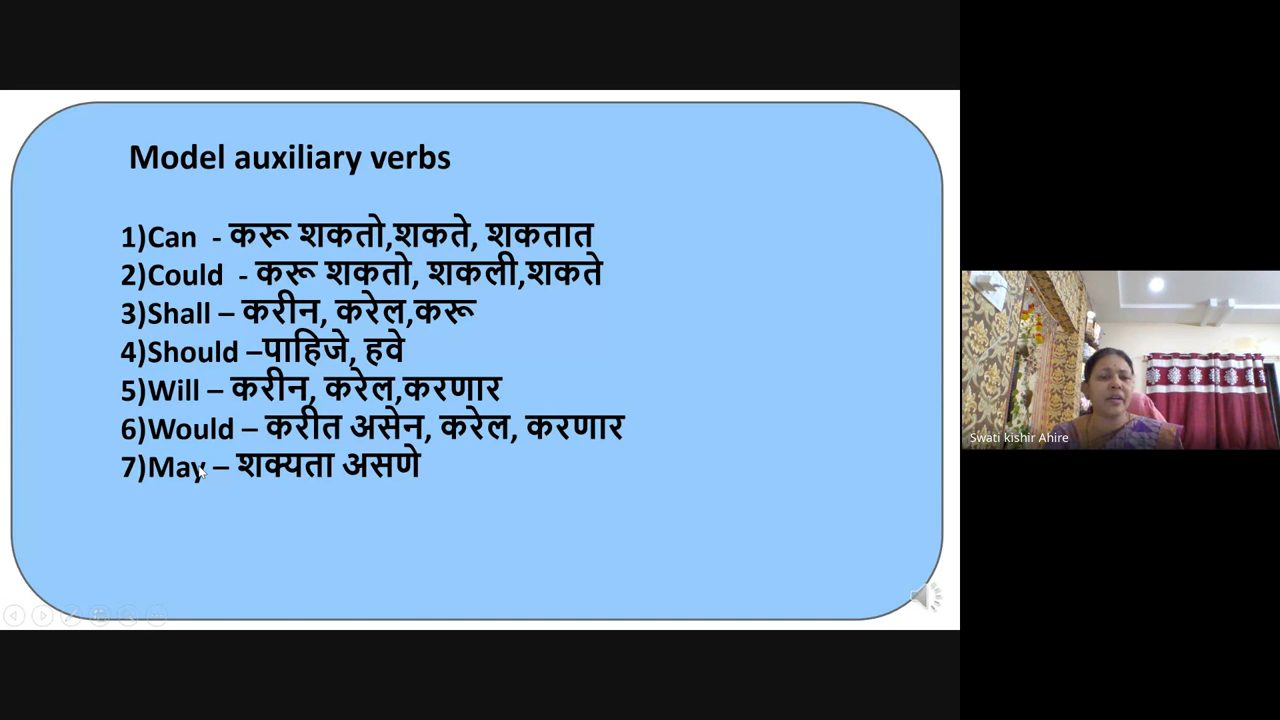 Model auxiliary verbs
1)Can - करू शकतो,शकते, शकतात
2)Could - करू शकतो, शकली,शकते
3)Shall – करीन, करेल,करू
4)Should –पाहिजे, हवे
5)Will – करीन, करेल,करणार
6)Would – करीत असेन, करेल, करणार
7)May – शक्यता असणे
Swati kishir Ahire